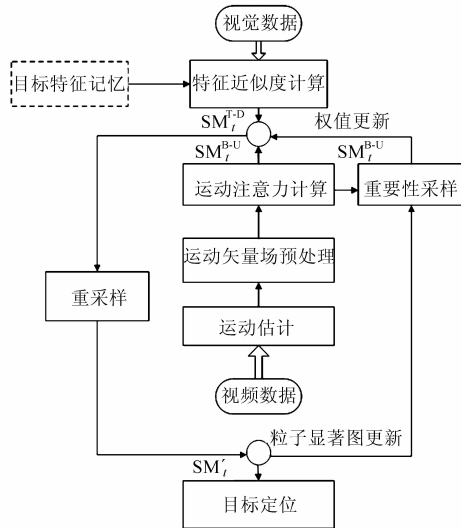 视觉数据
目标特征记忆
特征近似度计算
SM_t^{T-D}
权值更新
SM_t^{B-U}
SM_t^{B-U}
运动注意力计算
重要性采样
运动矢量场预处理
重采样
运动估计
视频数据
粒子显著图更新
SM'_t
目标定位